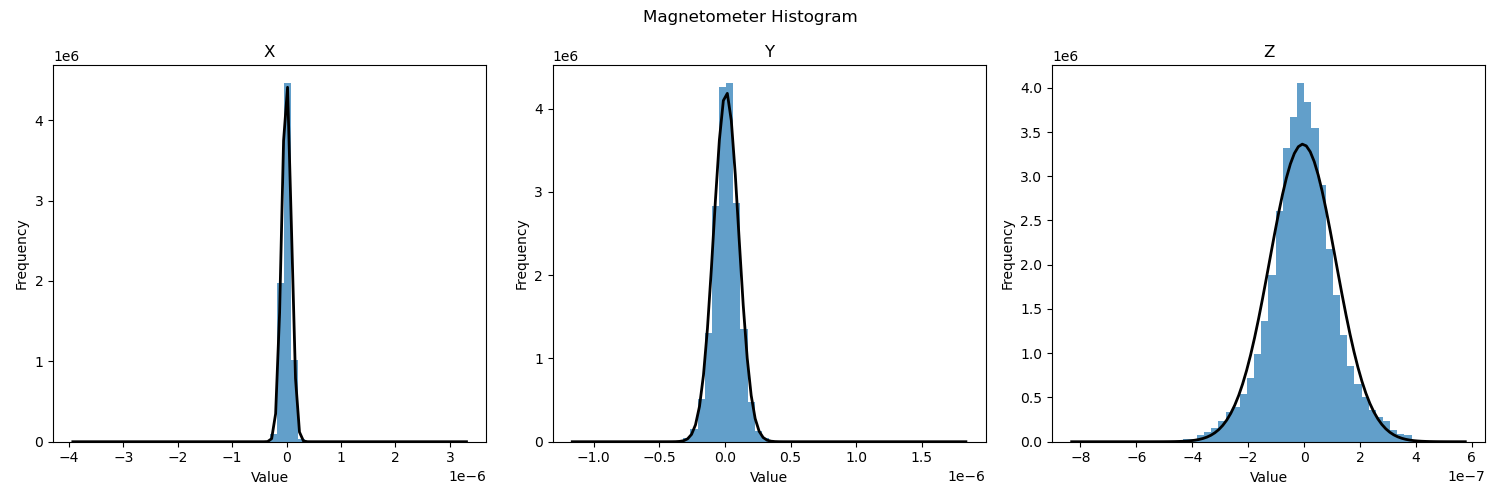 Magnetometer Histogram
X
1e6
Frequency
4
3
2
1
0
−4 −3 −2 −1 0 1 2 3
Value
1e−6
Y
1e6
Frequency
4
3
2
1
0
−1.0 −0.5 0.0 0.5 1.0 1.5
Value
1e−6
Z
1e6
Frequency
4.0
3.5
3.0
2.5
2.0
1.5
1.0
0.5
0.0
−8 −6 −4 −2 0 2 4 6
Value
1e−7